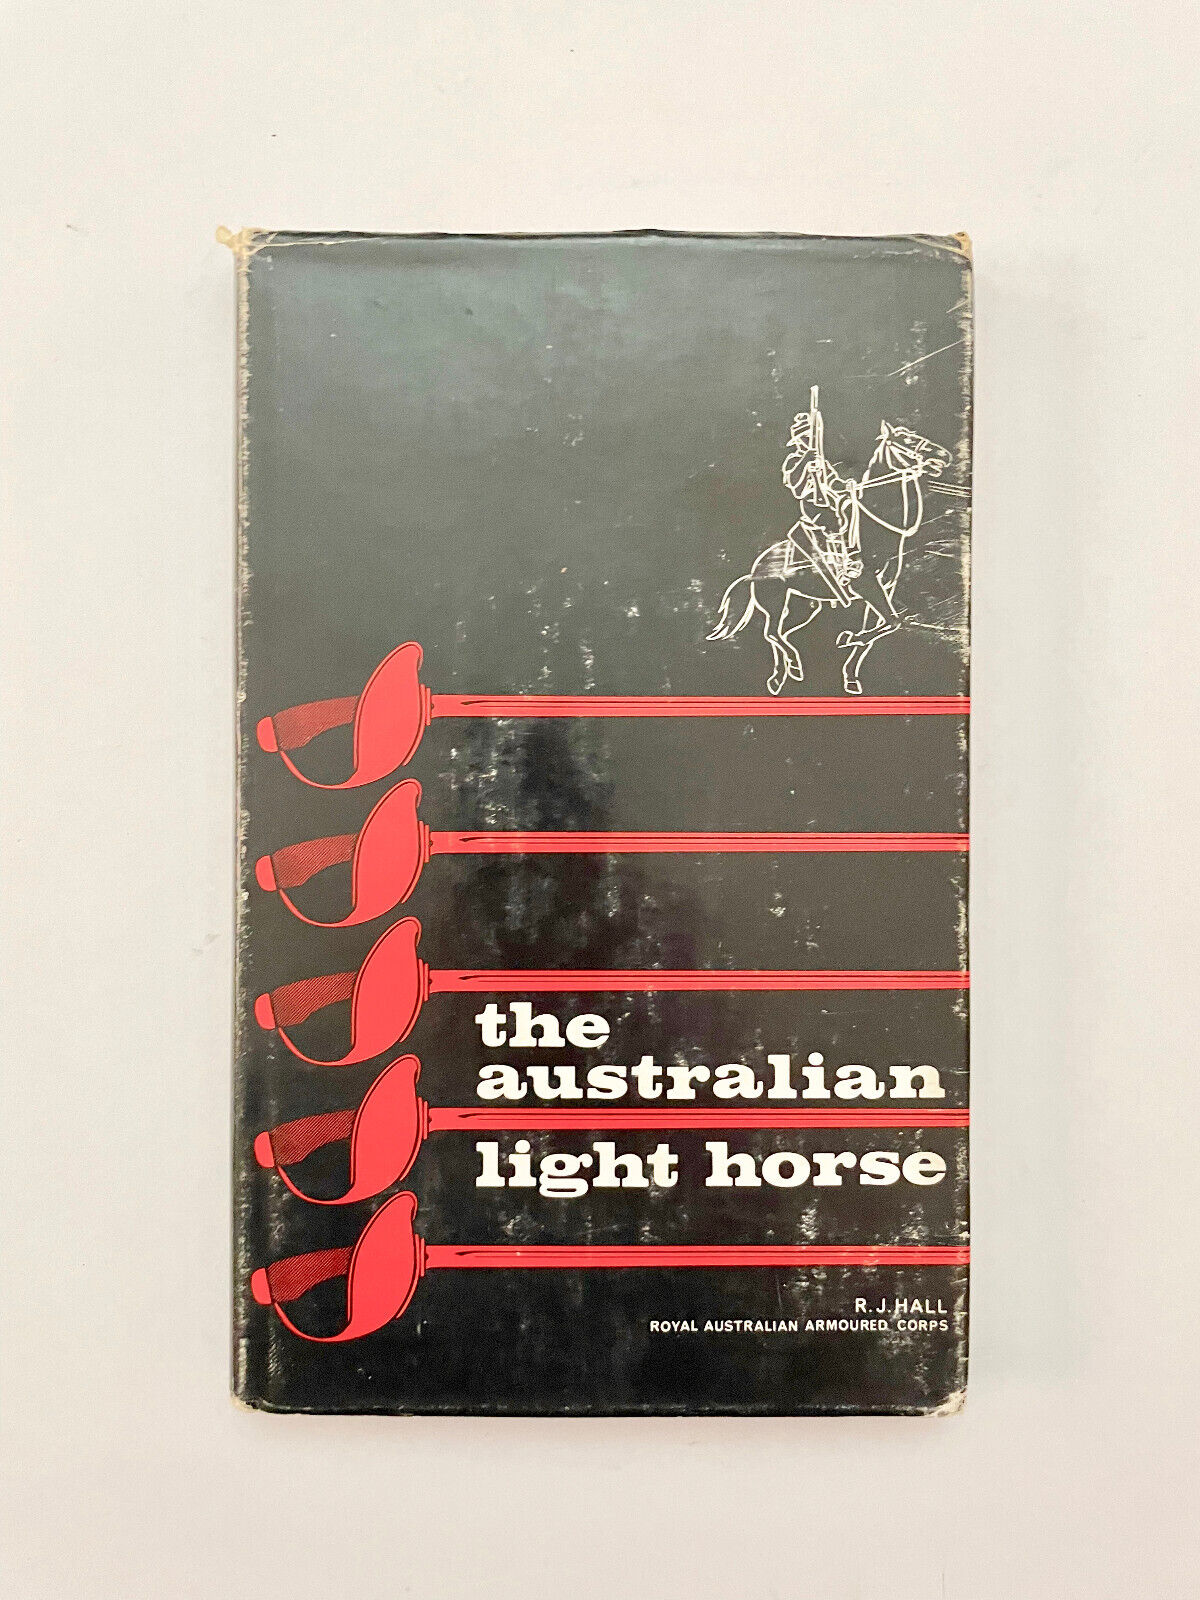 the
australian
light horse
R. J. HALL
ROYAL AUSTRALIAN ARMOURED CORPS